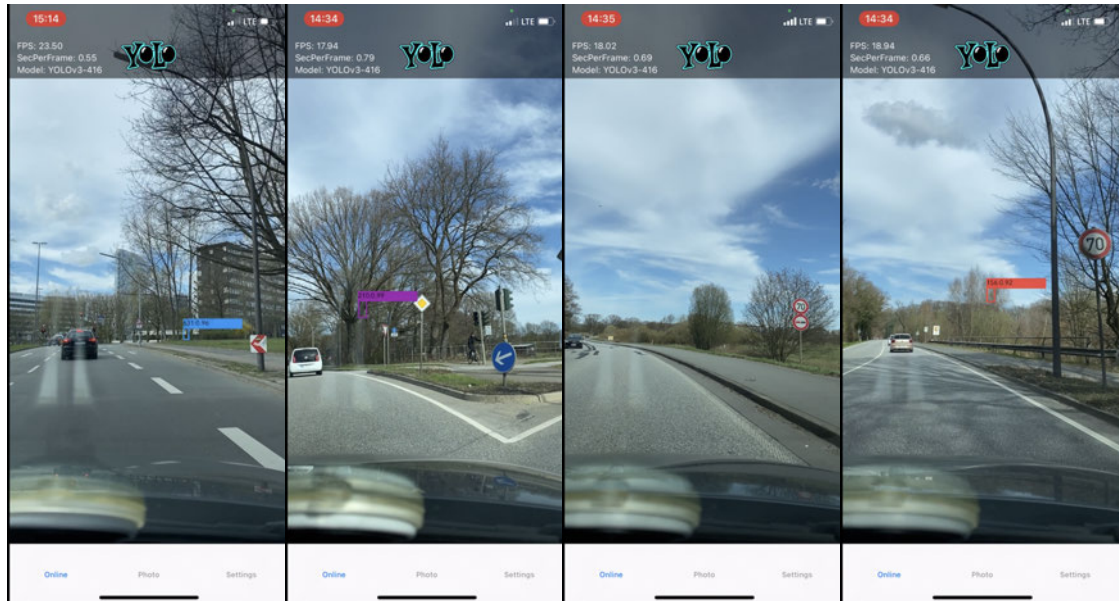 15:14
LTE
FPS: 23.50
SecPerFrame: 0.55
Model: YOLOv3-416
YOLO
Online
Photo
Settings
14:34
LTE
FPS: 17.94
SecPerFrame: 0.79
Model: YOLOv3-416
YOLO
Online
Photo
Settings
14:35
LTE
FPS: 18.02
SecPerFrame: 0.69
Model: YOLOv3-416
YOLO
70
Online
Photo
Settings
14:34
LTE
FPS: 18.94
SecPerFrame: 0.66
Model: YOLOv3-416
YOLO
70
Online
Photo
Settings